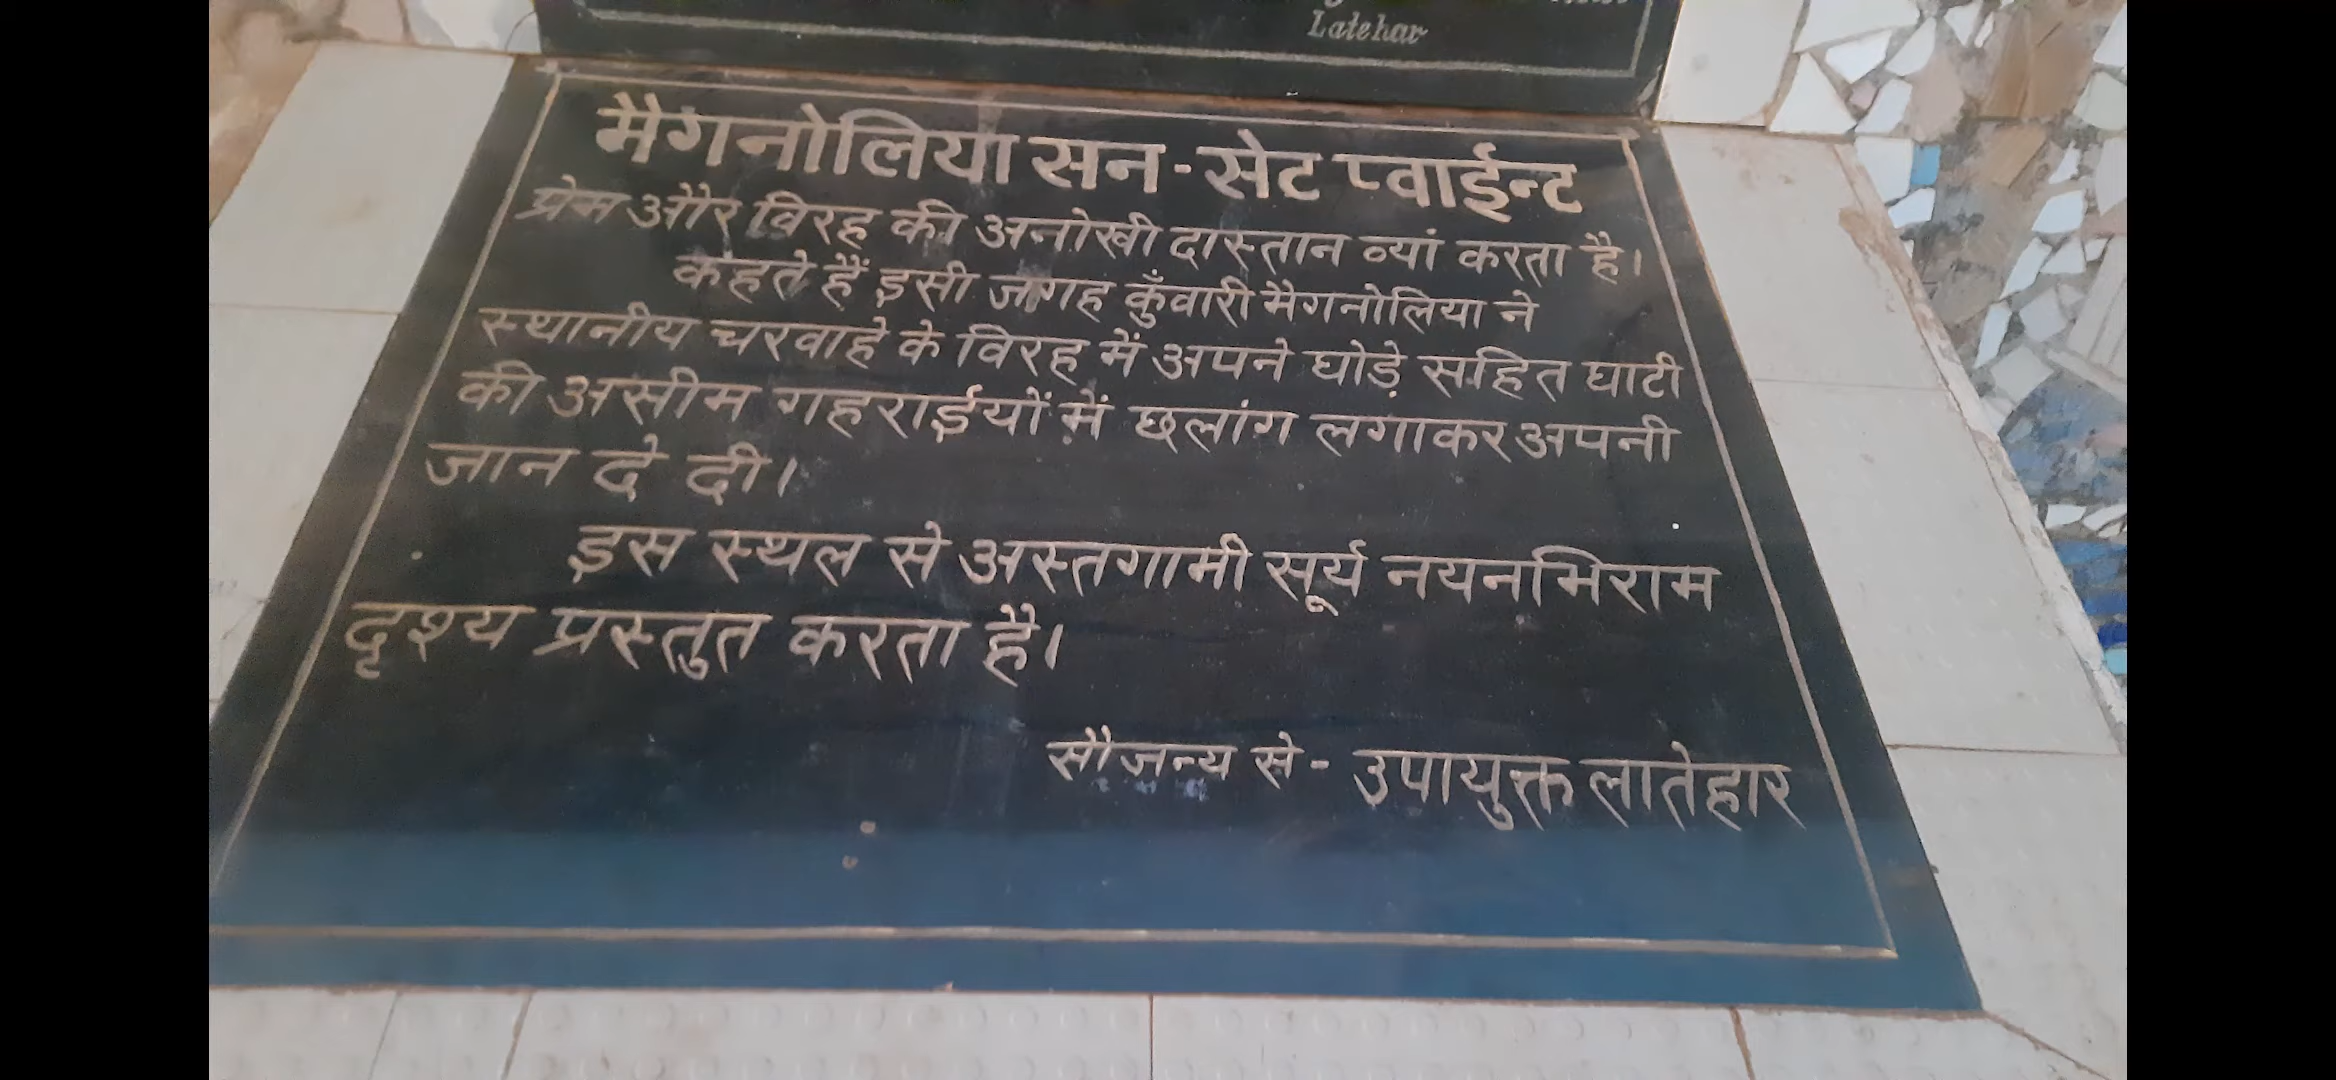 Latehar
मैगनोलिया सन-सेट प्वाईन्ट
प्रेम और विरह की अनोखी दास्तान व्यां करता है।
कहते हैं इसी जगह कुँवारी मैगनोलिया ने
स्थानीय चरवाहे के विरह में अपने घोड़े सहित घाटी
की असीम गहराईयों में छलांग लगाकर अपनी
जान दे दी।
इस स्थल से अस्तगामी सूर्य नयनभिराम
दृश्य प्रस्तुत करता है।
सौजन्य से - उपायुक्त लातेहार